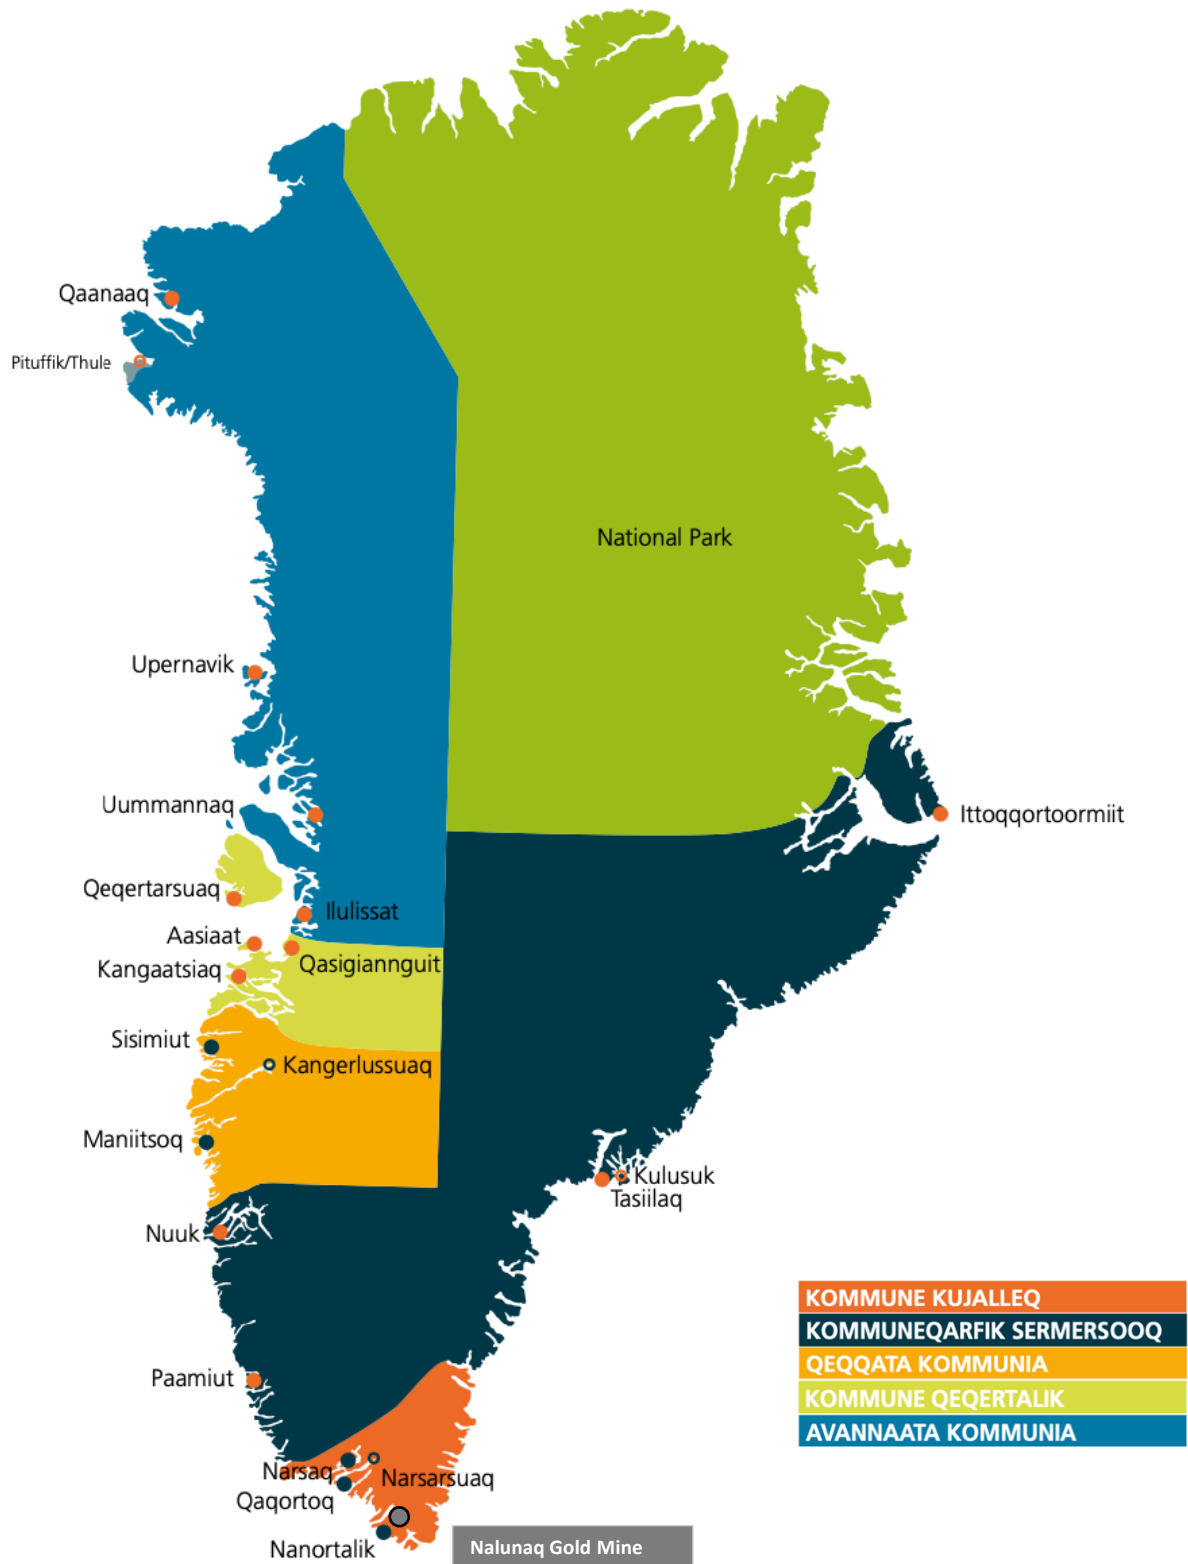 Qaanaaq
Pituffik/Thule
National Park
Upernavik
Uummannaq
Ittoqqortoormiit
Qeqertarsuaq
Ilulissat
Aasiaat
Qasigiannguit
Kangaatsiaq
Sisimiut
Kangerlussuaq
Maniitsoq
Kulusuk
Tasiilaq
Nuuk
KOMMUNE KUJALLEQ
KOMMUNEQARFIK SERMERSOOQ
QEQQATA KOMMUNIA
KOMMUNE QEQERTALIK
AVANNAATA KOMMUNIA
Paamiut
Narsaq
Narsarsuaq
Qaqortoq
Nanortalik
Nalunaq Gold Mine